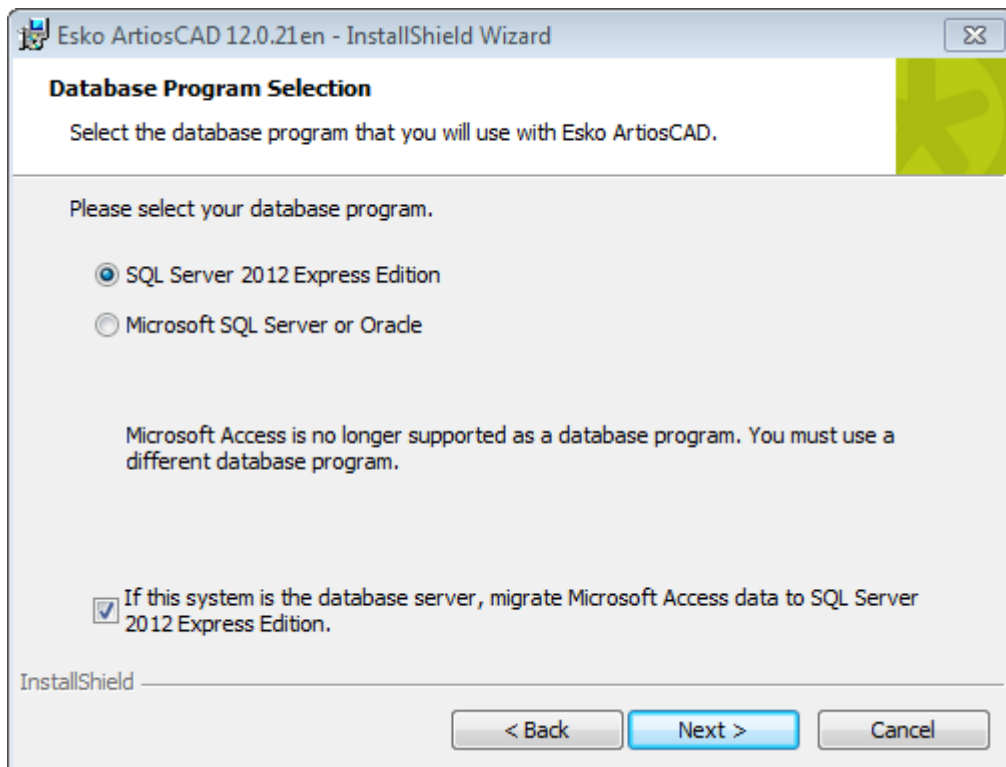 Esko ArtiosCAD 12.0.21en - InstallShield Wizard
Database Program Selection
Select the database program that you will use with Esko ArtiosCAD.
Please select your database program.
SQL Server 2012 Express Edition
Microsoft SQL Server or Oracle
Microsoft Access is no longer supported as a database program. You must use a
different database program.
If this system is the database server, migrate Microsoft Access data to SQL Server
2012 Express Edition.
InstallShield
< Back
Next >
Cancel